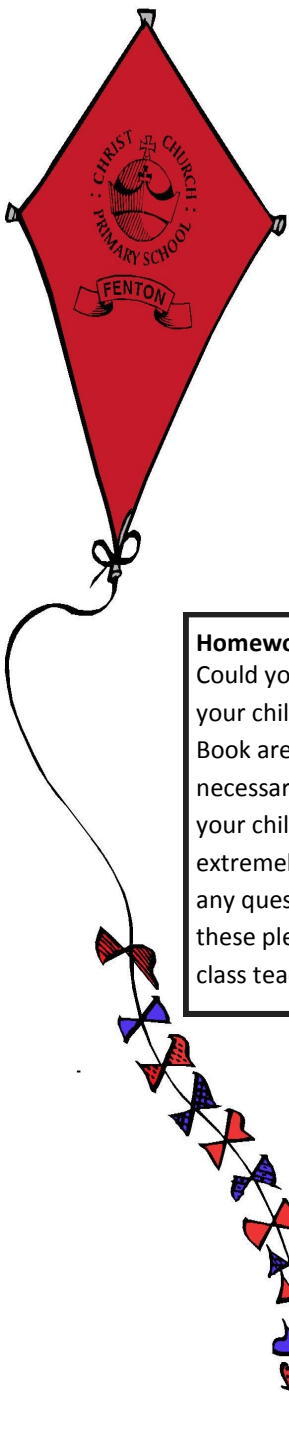 CHRIST CHURCH
PRIMARY SCHOOL
FENTON
Homewo
Could yo
your chil
Book are
necessar
your chil
extremel
any ques
these ple
class tea